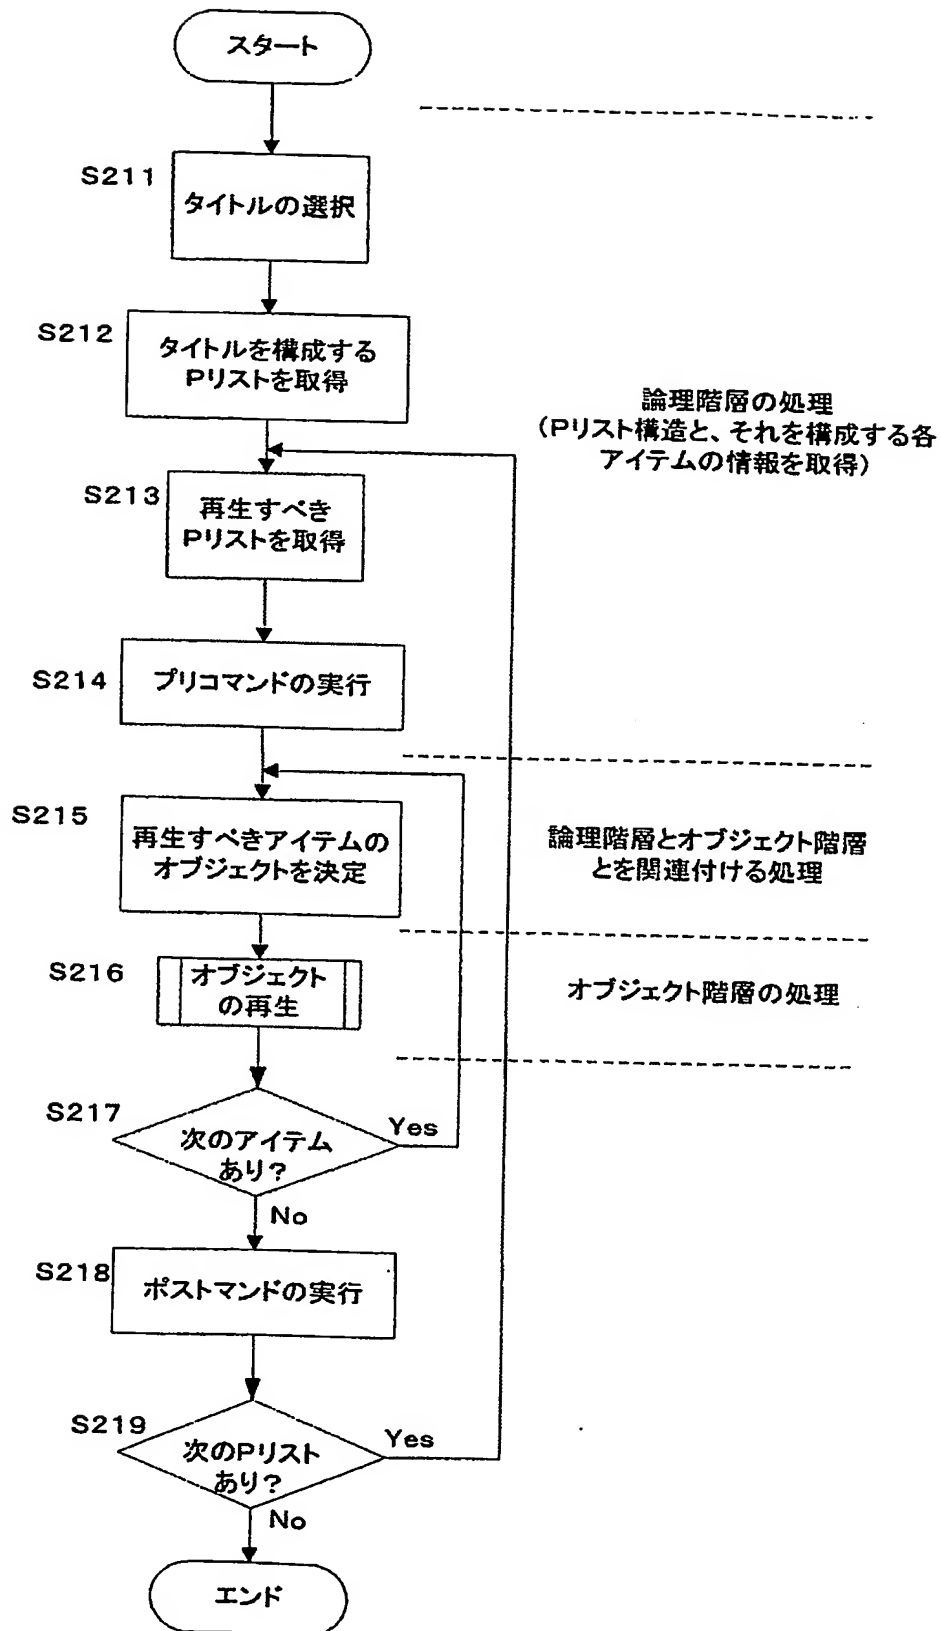 スタート
S211
タイトルの選択
S212
タイトルを構成する
Pリストを取得
論理階層の処理
(Pリスト構造と、それを構成する各
アイテムの情報を取得)
S213
再生すべき
Pリストを取得
S214
プリコマンドの実行
S215
再生すべきアイテムの
オブジェクトを決定
論理階層とオブジェクト階層
とを関連付ける処理
S216
オブジェクト
の再生
オブジェクト階層の処理
S217
次のアイテム
あり?
Yes
No
S218
ポストマンドの実行
S219
次のPリスト
あり?
Yes
No
エンド